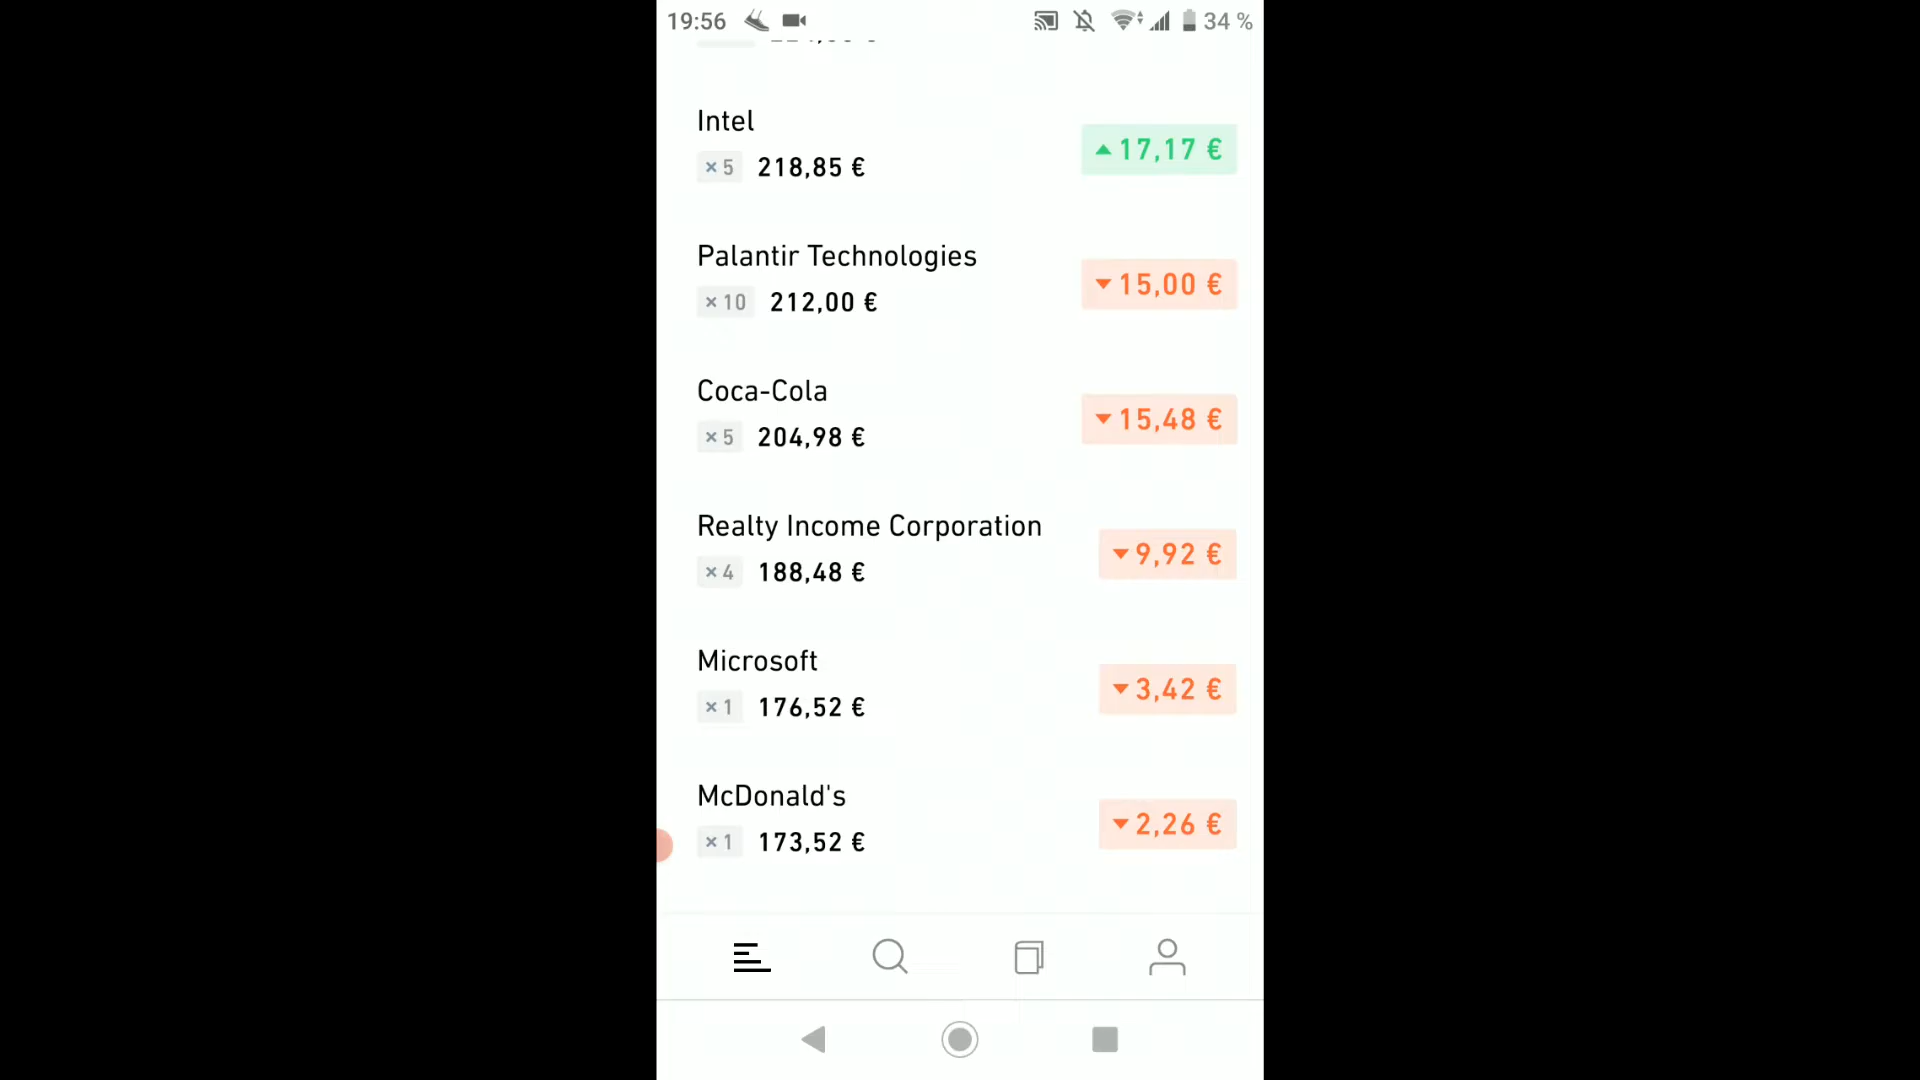 19:56 34 %
Intel
▲ 17,17 €
× 5 218,85 €
Palantir Technologies
▼ 15,00 €
× 10 212,00 €
Coca-Cola
▼ 15,48 €
× 5 204,98 €
Realty Income Corporation
▼ 9,92 €
× 4 188,48 €
Microsoft
▼ 3,42 €
× 1 176,52 €
McDonald's
▼ 2,26 €
× 1 173,52 €